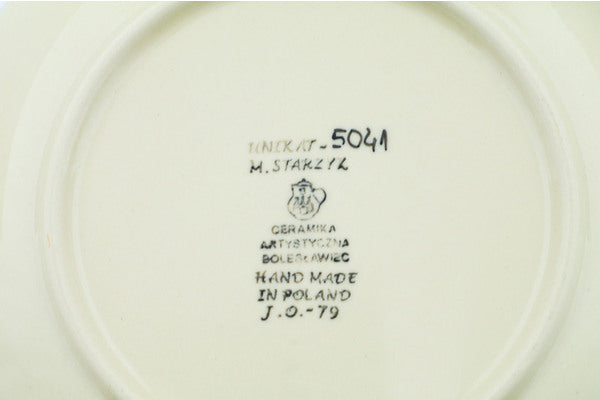 UNIKAT-5041
M. STARZYK
CERAMIKA
ARTYSTYCZNA
BOLESŁAWIEC
HAND MADE
IN POLAND
J.O.-79